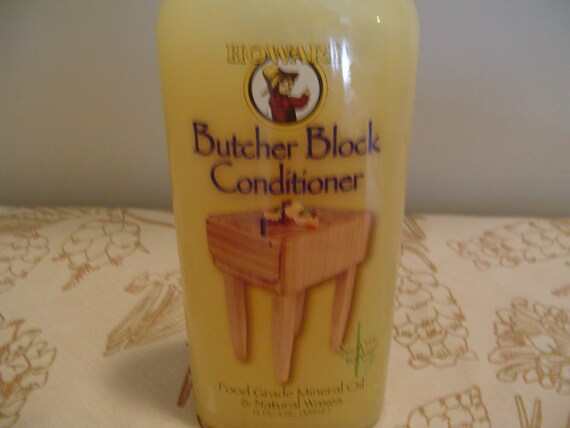 HOWARD
Butcher Block
Conditioner
Food Grade Mineral Oil
& Natural Waxes